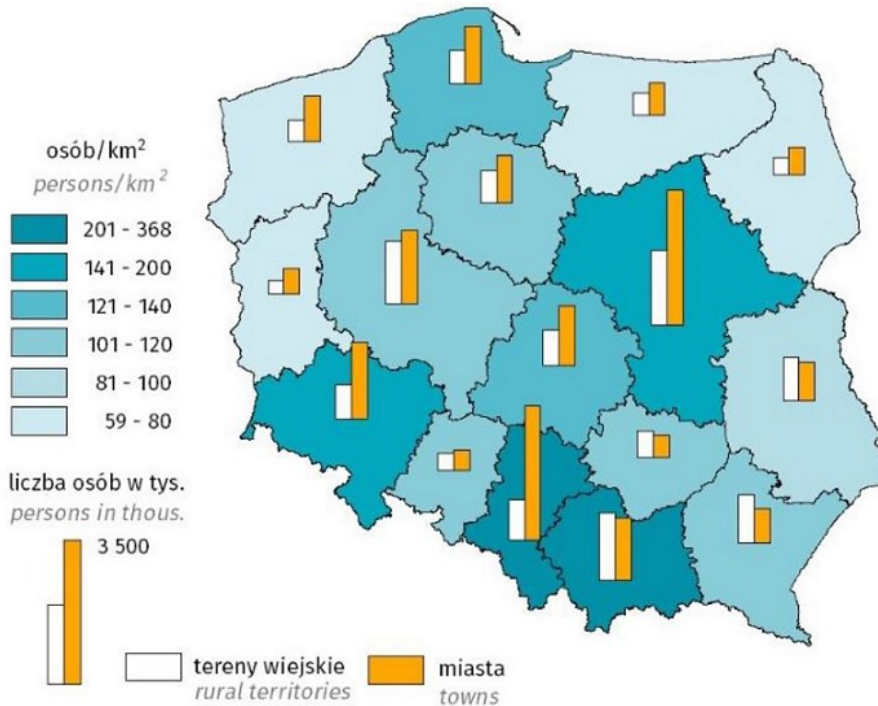 osób/km²
persons/km²
201 - 368
141 - 200
121 - 140
101 - 120
81 - 100
59 - 80
liczba osób w tys.
persons in thous.
3 500
tereny wiejskie
rural territories
miasta
towns